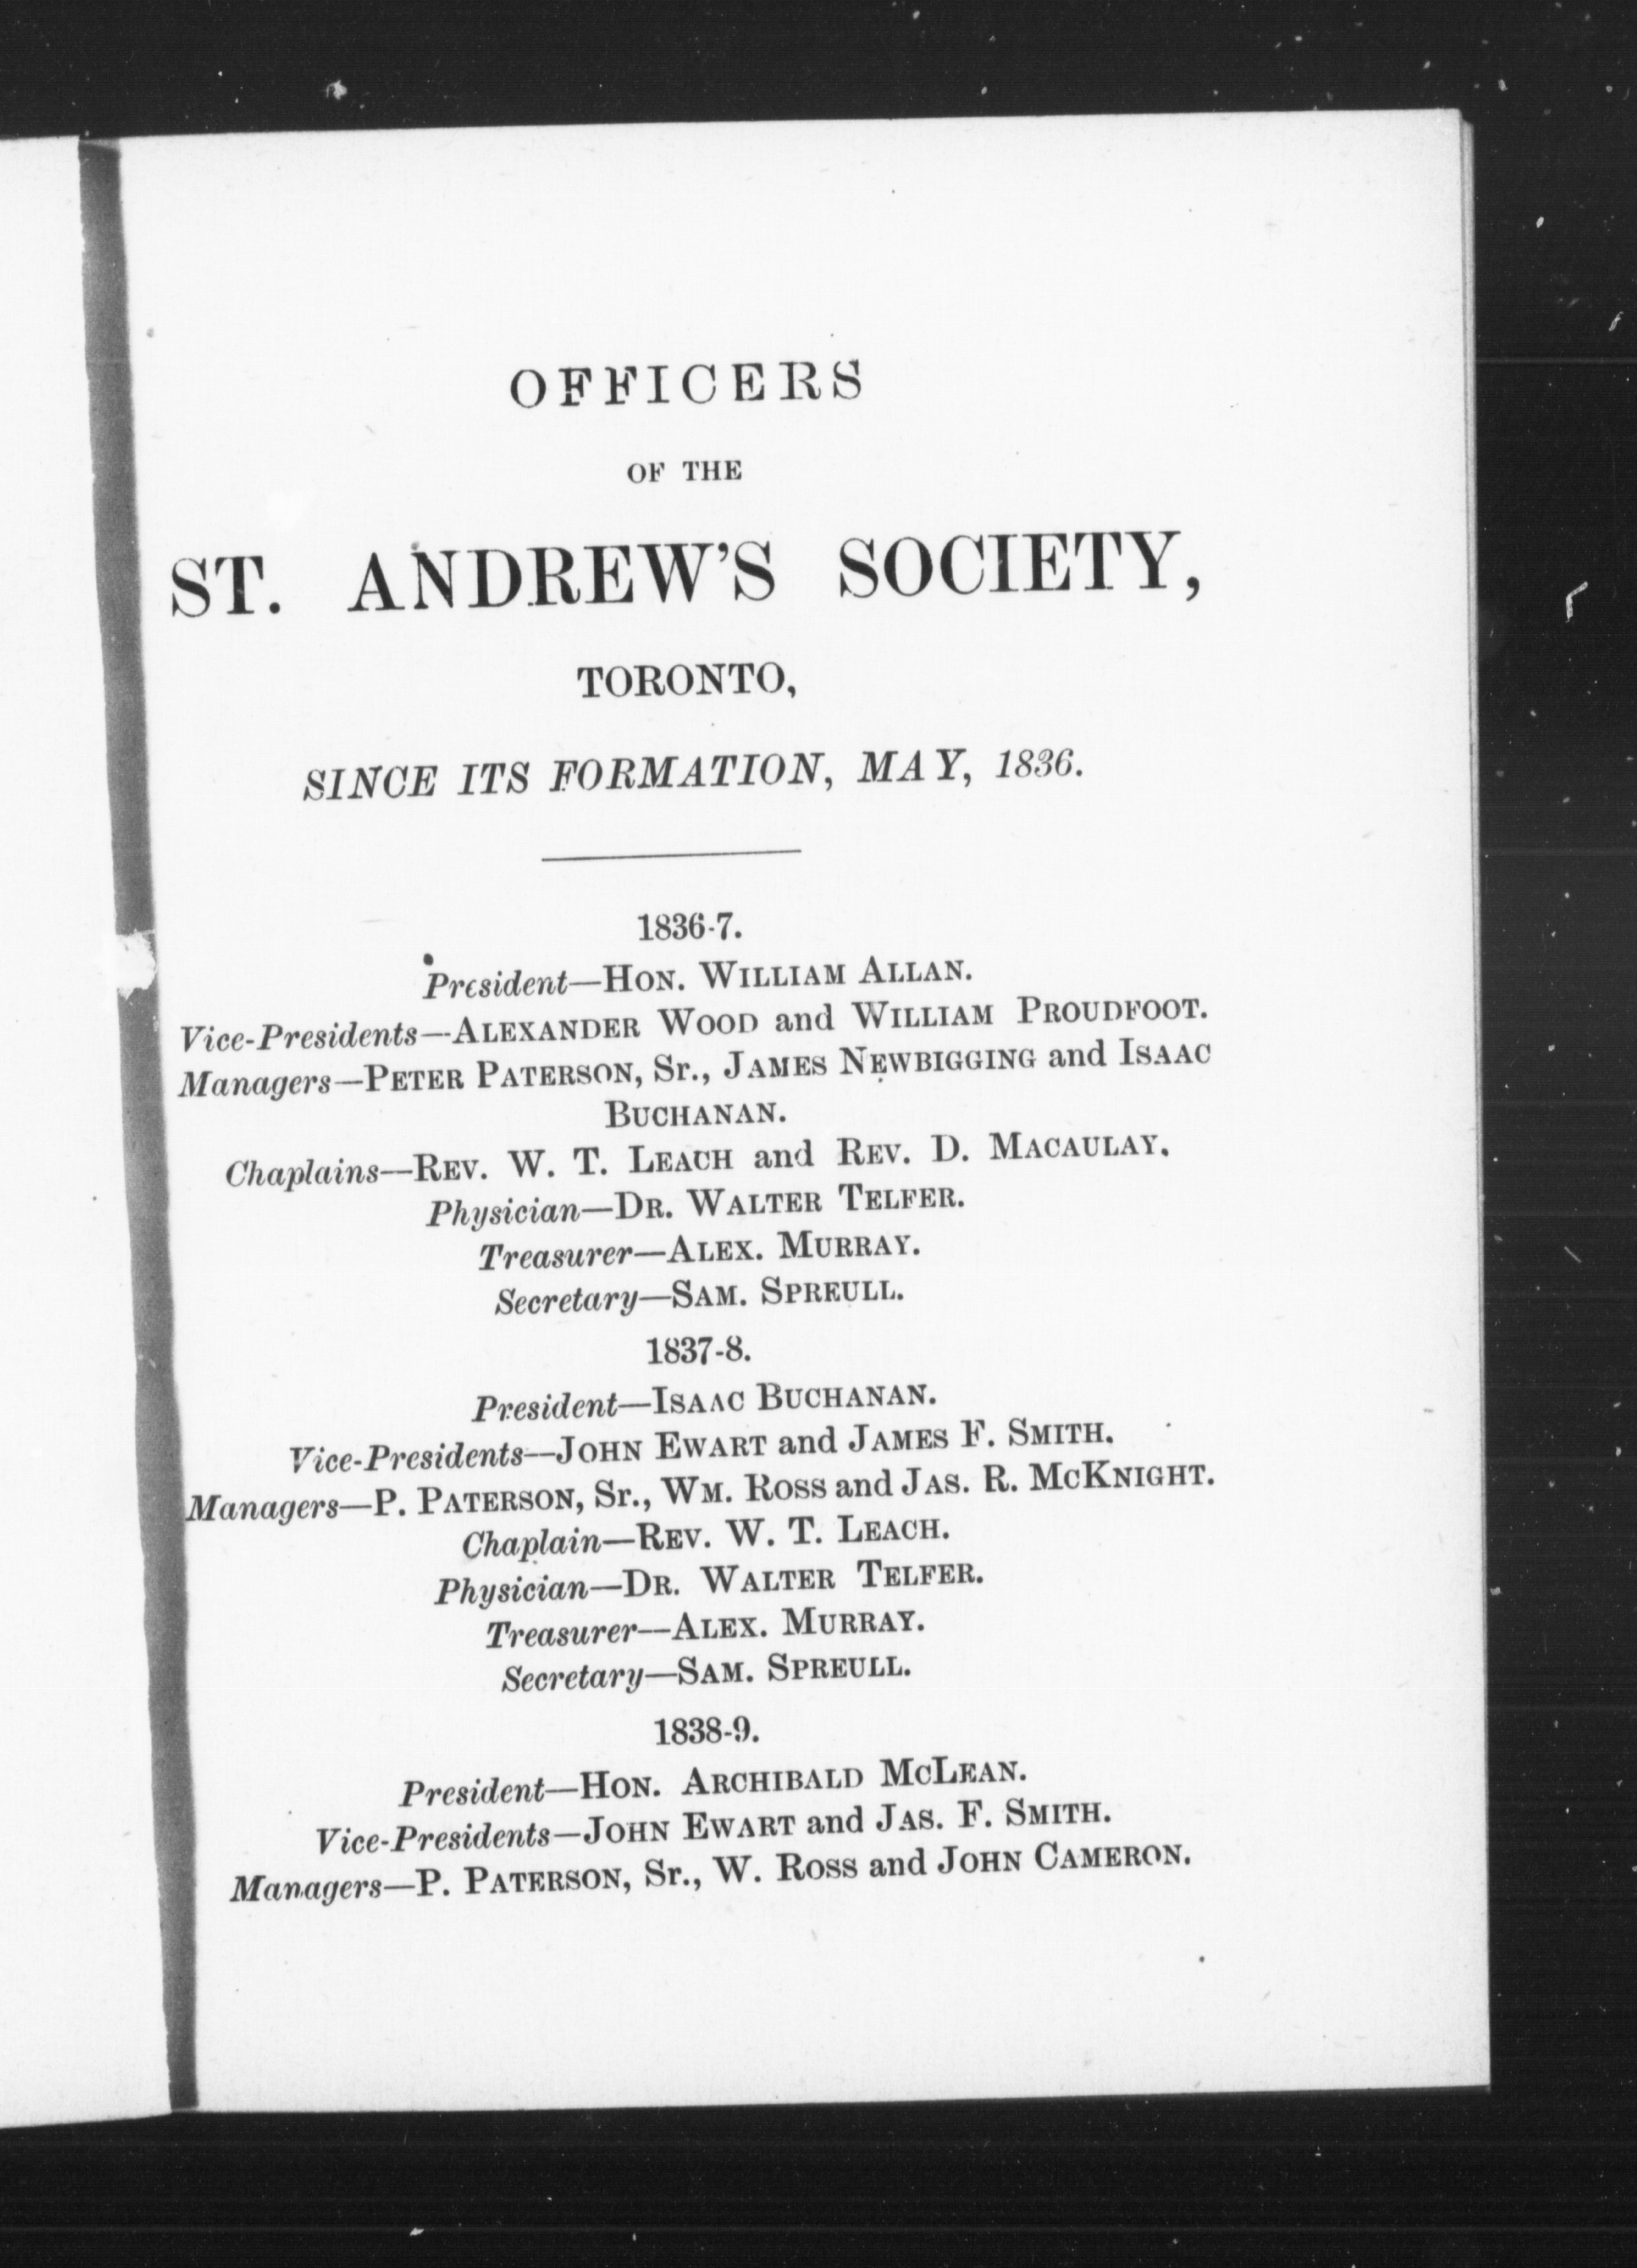 OFFICERS
OF THE
ST. ANDREW'S SOCIETY,
TORONTO,
SINCE ITS FORMATION, MAY, 1836.
1836-7.
President—HON. WILLIAM ALLAN.
Vice-Presidents—ALEXANDER WOOD and WILLIAM PROUDFOOT.
Managers—PETER PATERSON, Sr., JAMES NEWBIGGING and ISAAC
BUCHANAN.
Chaplains—REV. W. T. LEACH and REV. D. MACAULAY.
Physician—DR. WALTER TELFER.
Treasurer—ALEX. MURRAY.
Secretary—SAM. SPREULL.
1837-8.
President—ISAAC BUCHANAN.
Vice-Presidents—JOHN EWART and JAMES F. SMITH.
Managers—P. PATERSON, Sr., WM. ROSS and JAS. R. MCKNIGHT.
Chaplain—REV. W. T. LEACH.
Physician—DR. WALTER TELFER.
Treasurer—ALEX. MURRAY.
Secretary—SAM. SPREULL.
1838-9.
President—HON. ARCHIBALD MCLEAN.
Vice-Presidents—JOHN EWART and JAS. F. SMITH.
Managers—P. PATERSON, Sr., W. ROSS and JOHN CAMERON.